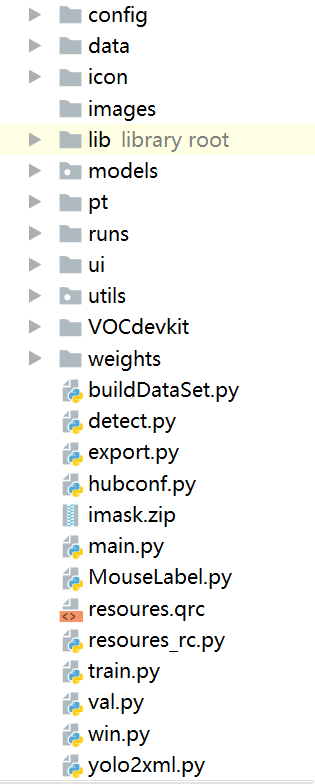 config
data
icon
images
lib library root
models
pt
runs
ui
utils
VOCdevkit
weights
buildDataSet.py
detect.py
export.py
hubconf.py
imask.zip
main.py
MouseLabel.py
resoures.qrc
resoures_rc.py
train.py
val.py
win.py
yolo2xml.py